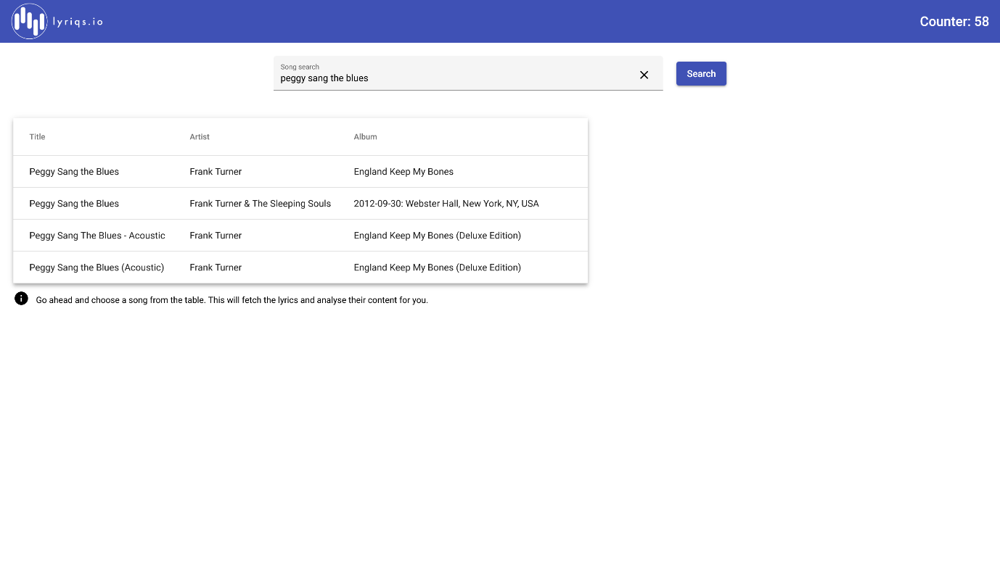 lyriqs.io Counter: 58
Song search
peggy sang the blues
Search
Title Artist Album
Peggy Sang the Blues Frank Turner England Keep My Bones
Peggy Sang the Blues Frank Turner & The Sleeping Souls 2012-09-30: Webster Hall, New York, NY, USA
Peggy Sang The Blues - Acoustic Frank Turner England Keep My Bones (Deluxe Edition)
Peggy Sang the Blues (Acoustic) Frank Turner England Keep My Bones (Deluxe Edition)
Go ahead and choose a song from the table. This will fetch the lyrics and analyse their content for you.